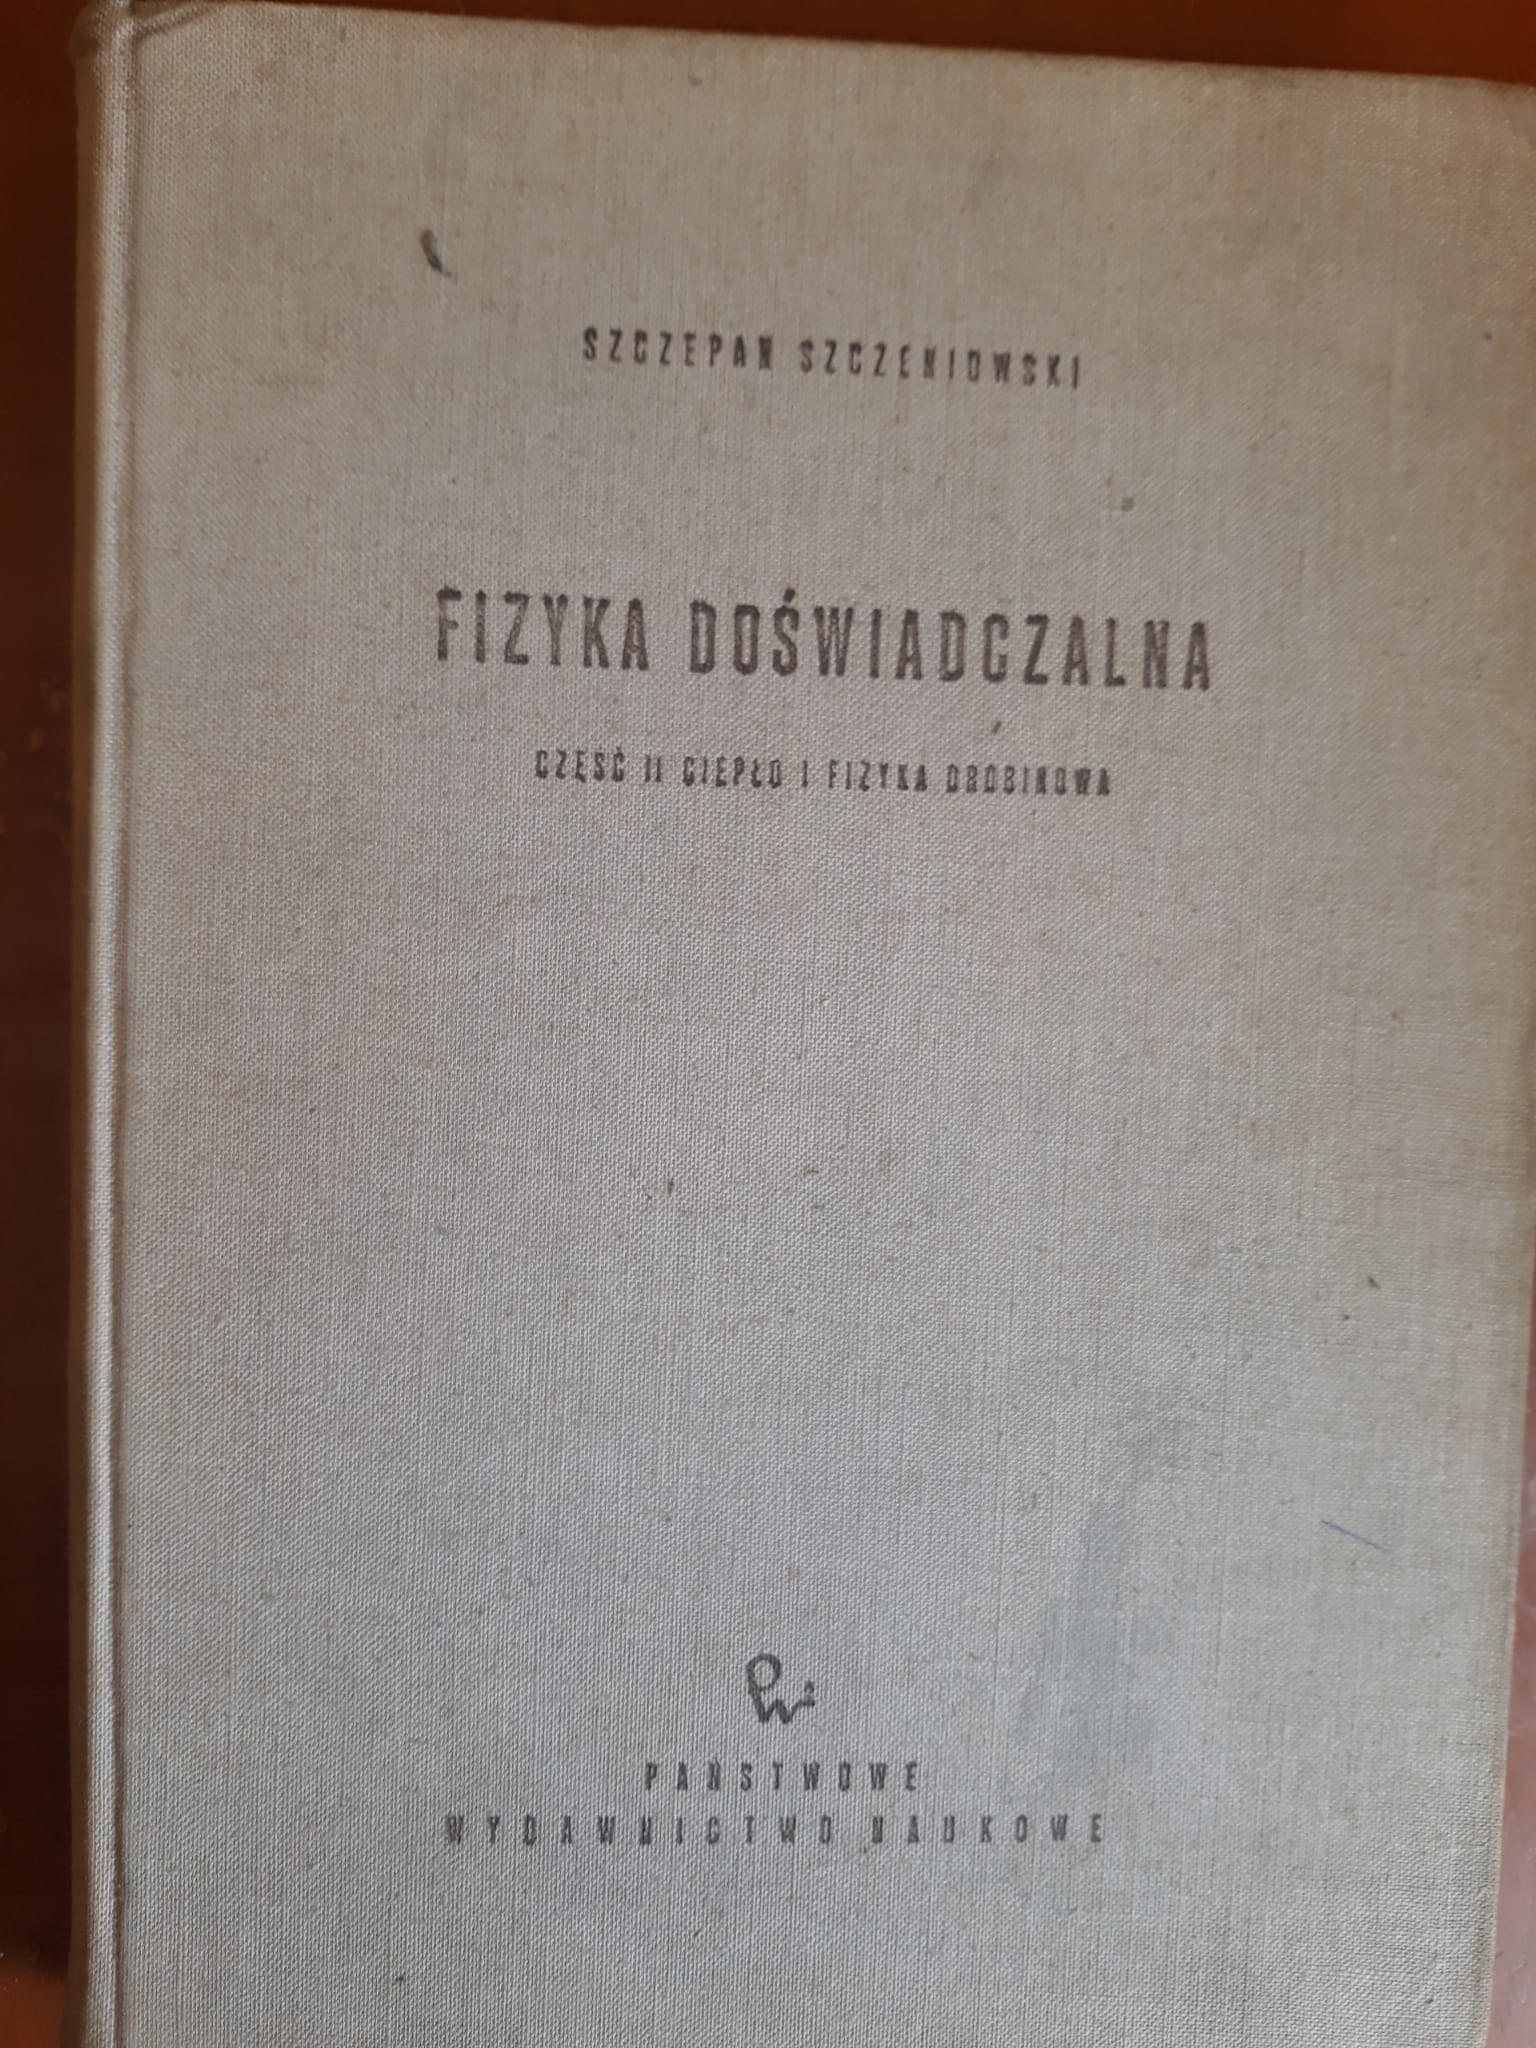 SZCZEPAN SZCZENIOWSKI
FIZYKA DOŚWIADCZALNA
CZĘŚĆ II CIEPŁO I FIZYKA DROBINOWA
PAŃSTWOWE
WYDAWNICTWO NAUKOWE